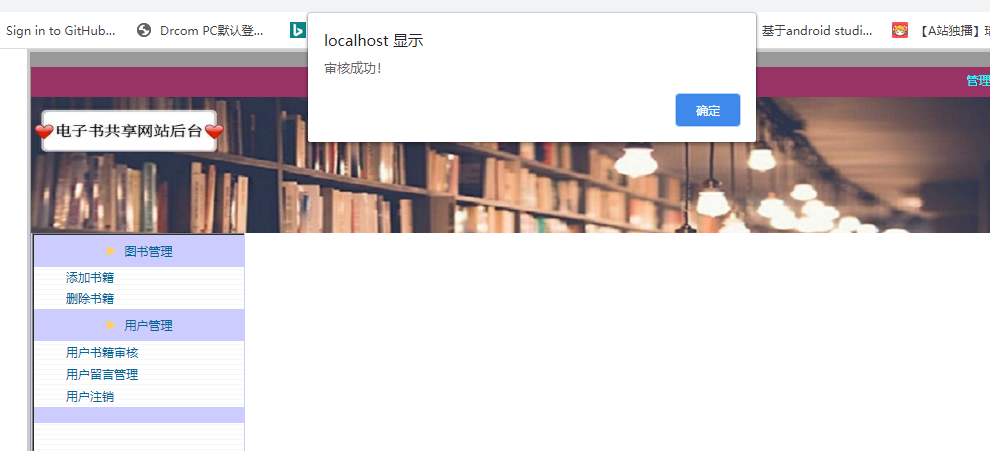 Sign in to GitHub...
Drcom PC默认登...
基于android studi...
【A站独播】
localhost 显示
审核成功!
确定
管理
电子书共享网站后台
图书管理
添加书籍
删除书籍
用户管理
用户书籍审核
用户留言管理
用户注销